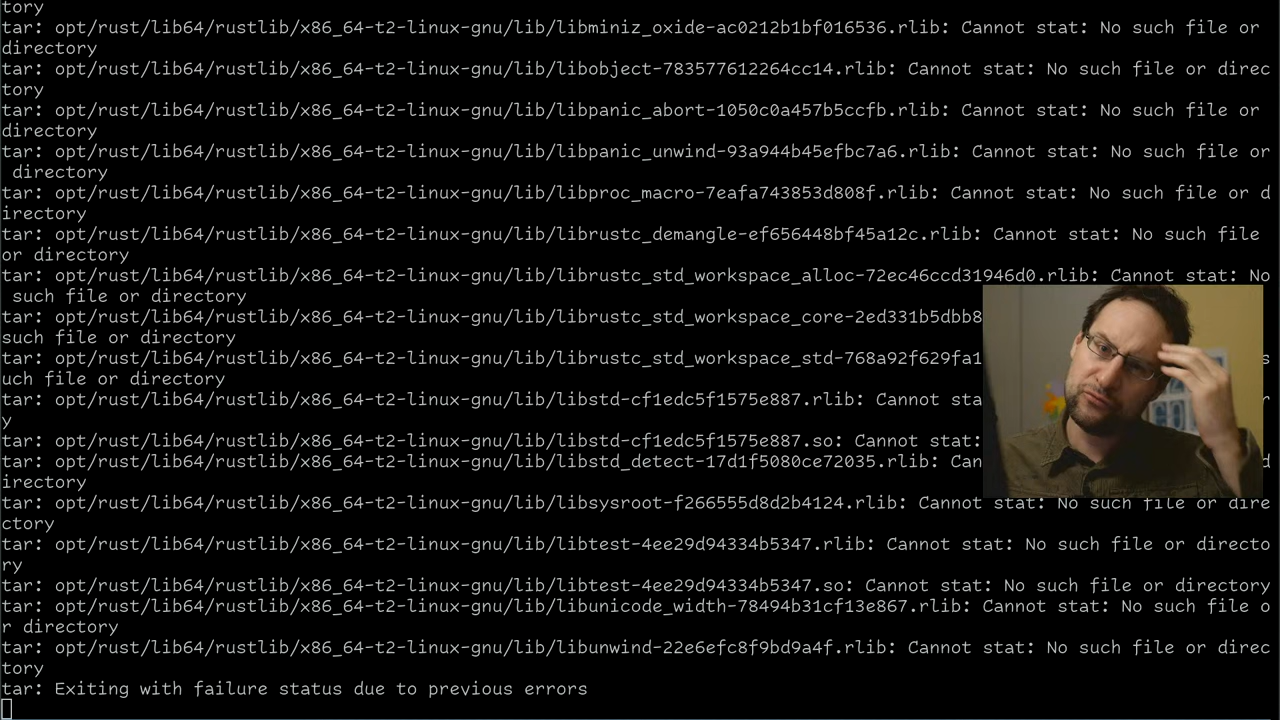 tory
tar: opt/rust/lib64/rustlib/x86_64-t2-linux-gnu/lib/libminiz_oxide-ac0212b1bf016536.rlib: Cannot stat: No such file or
directory
tar: opt/rust/lib64/rustlib/x86_64-t2-linux-gnu/lib/libobject-783577612264cc14.rlib: Cannot stat: No such file or direc
tory
tar: opt/rust/lib64/rustlib/x86_64-t2-linux-gnu/lib/libpanic_abort-1050c0a457b5ccfb.rlib: Cannot stat: No such file or
directory
tar: opt/rust/lib64/rustlib/x86_64-t2-linux-gnu/lib/libpanic_unwind-93a944b45efbc7a6.rlib: Cannot stat: No such file or
directory
tar: opt/rust/lib64/rustlib/x86_64-t2-linux-gnu/lib/libproc_macro-7eafa743853d808f.rlib: Cannot stat: No such file or d
irectory
tar: opt/rust/lib64/rustlib/x86_64-t2-linux-gnu/lib/librustc_demangle-ef656448bf45a12c.rlib: Cannot stat: No such file
or directory
tar: opt/rust/lib64/rustlib/x86_64-t2-linux-gnu/lib/librustc_std_workspace_alloc-72ec46ccd31946d0.rlib: Cannot stat: No
such file or directory
tar: opt/rust/lib64/rustlib/x86_64-t2-linux-gnu/lib/librustc_std_workspace_core-2ed331b5dbb8
such file or directory
tar: opt/rust/lib64/rustlib/x86_64-t2-linux-gnu/lib/librustc_std_workspace_std-768a92f629fa1 s
uch file or directory
tar: opt/rust/lib64/rustlib/x86_64-t2-linux-gnu/lib/libstd-cf1edc5f1575e887.rlib: Cannot sta r
y
tar: opt/rust/lib64/rustlib/x86_64-t2-linux-gnu/lib/libstd-cf1edc5f1575e887.so: Cannot stat:
tar: opt/rust/lib64/rustlib/x86_64-t2-linux-gnu/lib/libstd_detect-17d1f5080ce72035.rlib: Can d
irectory
tar: opt/rust/lib64/rustlib/x86_64-t2-linux-gnu/lib/libsysroot-f266555d8d2b4124.rlib: Cannot stat: No such file or dire
ctory
tar: opt/rust/lib64/rustlib/x86_64-t2-linux-gnu/lib/libtest-4ee29d94334b5347.rlib: Cannot stat: No such file or directo
ry
tar: opt/rust/lib64/rustlib/x86_64-t2-linux-gnu/lib/libtest-4ee29d94334b5347.so: Cannot stat: No such file or directory
tar: opt/rust/lib64/rustlib/x86_64-t2-linux-gnu/lib/libunicode_width-78494b31cf13e867.rlib: Cannot stat: No such file o
r directory
tar: opt/rust/lib64/rustlib/x86_64-t2-linux-gnu/lib/libunwind-22e6efc8f9bd9a4f.rlib: Cannot stat: No such file or direc
tory
tar: Exiting with failure status due to previous errors